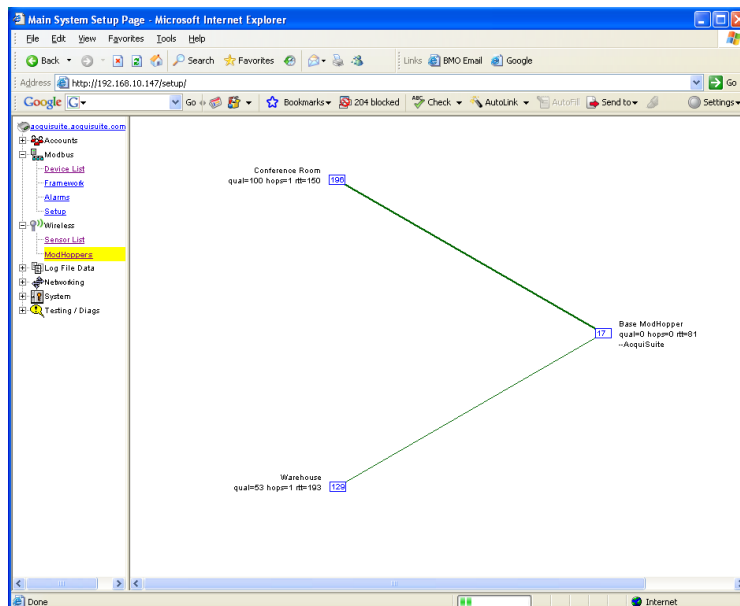 Main System Setup Page - Microsoft Internet Explorer
File Edit View Favorites Tools Help
Back Search Favorites Links BMO Email Google
Address http://192.168.10.147/setup/ Go
Google G Go Bookmarks 204 blocked ABC Check AutoLink AutoFill Send to Settings
acquisuite.acquisuite.com
Accounts
Modbus
Device List
Framework
Alarms
Setup
Wireless
Sensor List
ModHoppers
Log File Data
Networking
System
Testing / Diags
Conference Room
qual=100 hops=1 rtt=150 196
17 Base ModHopper
qual=0 hops=0 rtt=81
--AcquiSuite
Warehouse
qual=53 hops=1 rtt=193 129
Done Internet